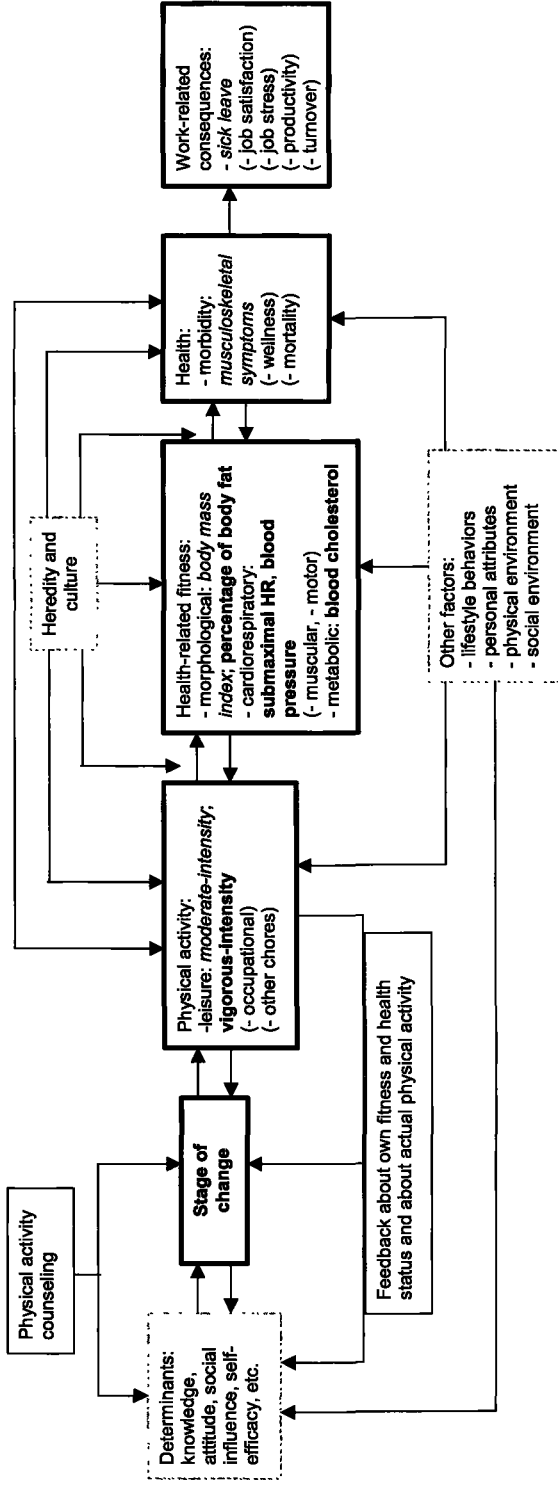 Physical activity
counseling
Determinants:
knowledge,
attitude, social
influence, self-
efficacy, etc.
Stage of
change
Physical activity:
-leisure: moderate-intensity;
vigorous-intensity
(- occupational)
(- other chores)
Feedback about own fitness and health
status and about actual physical activity
Heredity and
culture
Health-related fitness:
- morphological: body mass
index; percentage of body fat
- cardiorespiratory:
submaximal HR, blood
pressure
(- muscular, - motor)
- metabolic: blood cholesterol
Other factors:
- lifestyle behaviors
- personal attributes
- physical environment
- social environment
Health:
- morbidity:
musculoskeletal
symptoms
(- wellness)
(- mortality)
Work-related
consequences:
- sick leave
(- job satisfaction)
(- job stress)
(- productivity)
(- turnover)